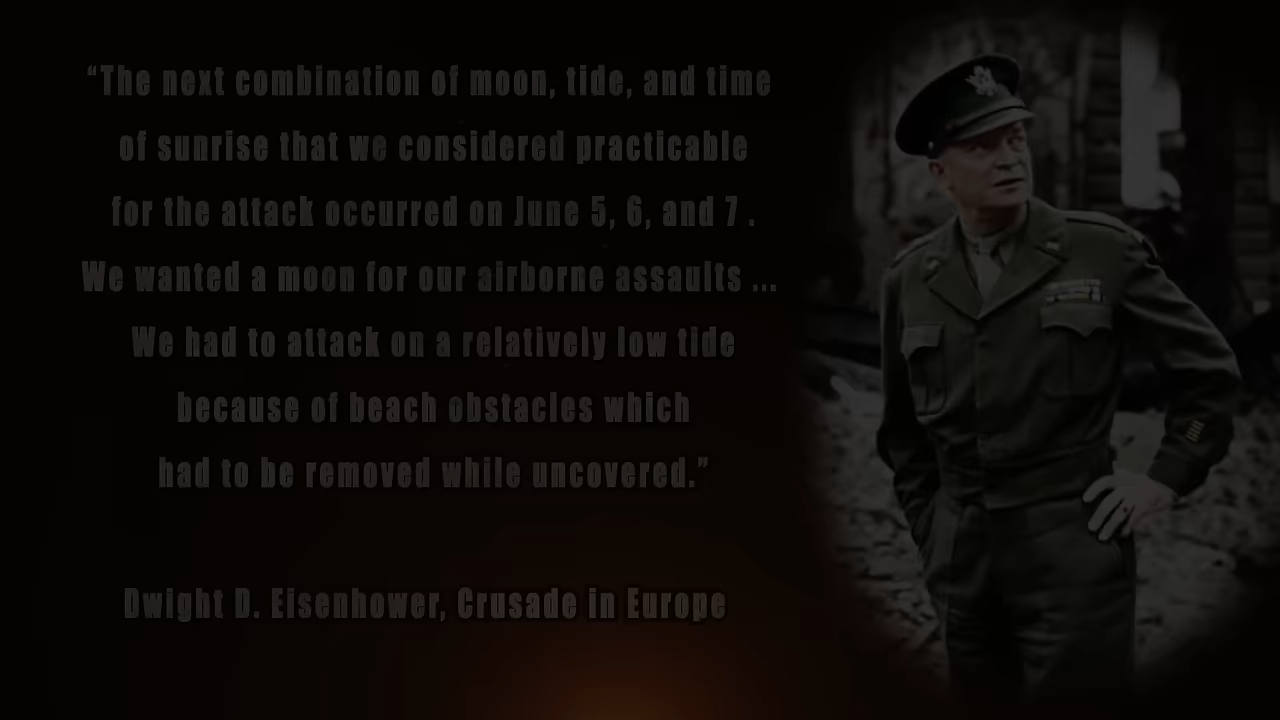 “The next combination of moon, tide, and time
of sunrise that we considered practicable
for the attack occurred on June 5, 6, and 7 .
We wanted a moon for our airborne assaults ...
We had to attack on a relatively low tide
because of beach obstacles which
had to be removed while uncovered.”
Dwight D. Eisenhower, Crusade in Europe